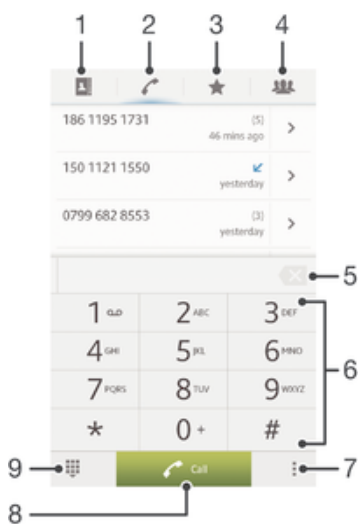 1 2 3 4
186 1195 1731 (5)
46 mins ago
150 1121 1550
yesterday
0799 682 8553 (3)
yesterday
5
1 2 ABC 3 DEF
4 GHI 5 JKL 6 MNO
6
7 PQRS 8 TUV 9 WXYZ
* 0 + #
9 Call 7
8